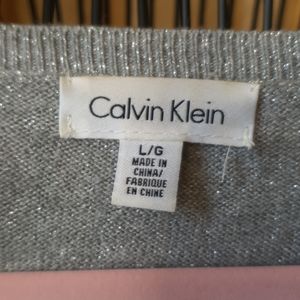 Calvin Klein
L/G
MADE IN
CHINA/
FABRIQUE
EN CHINE